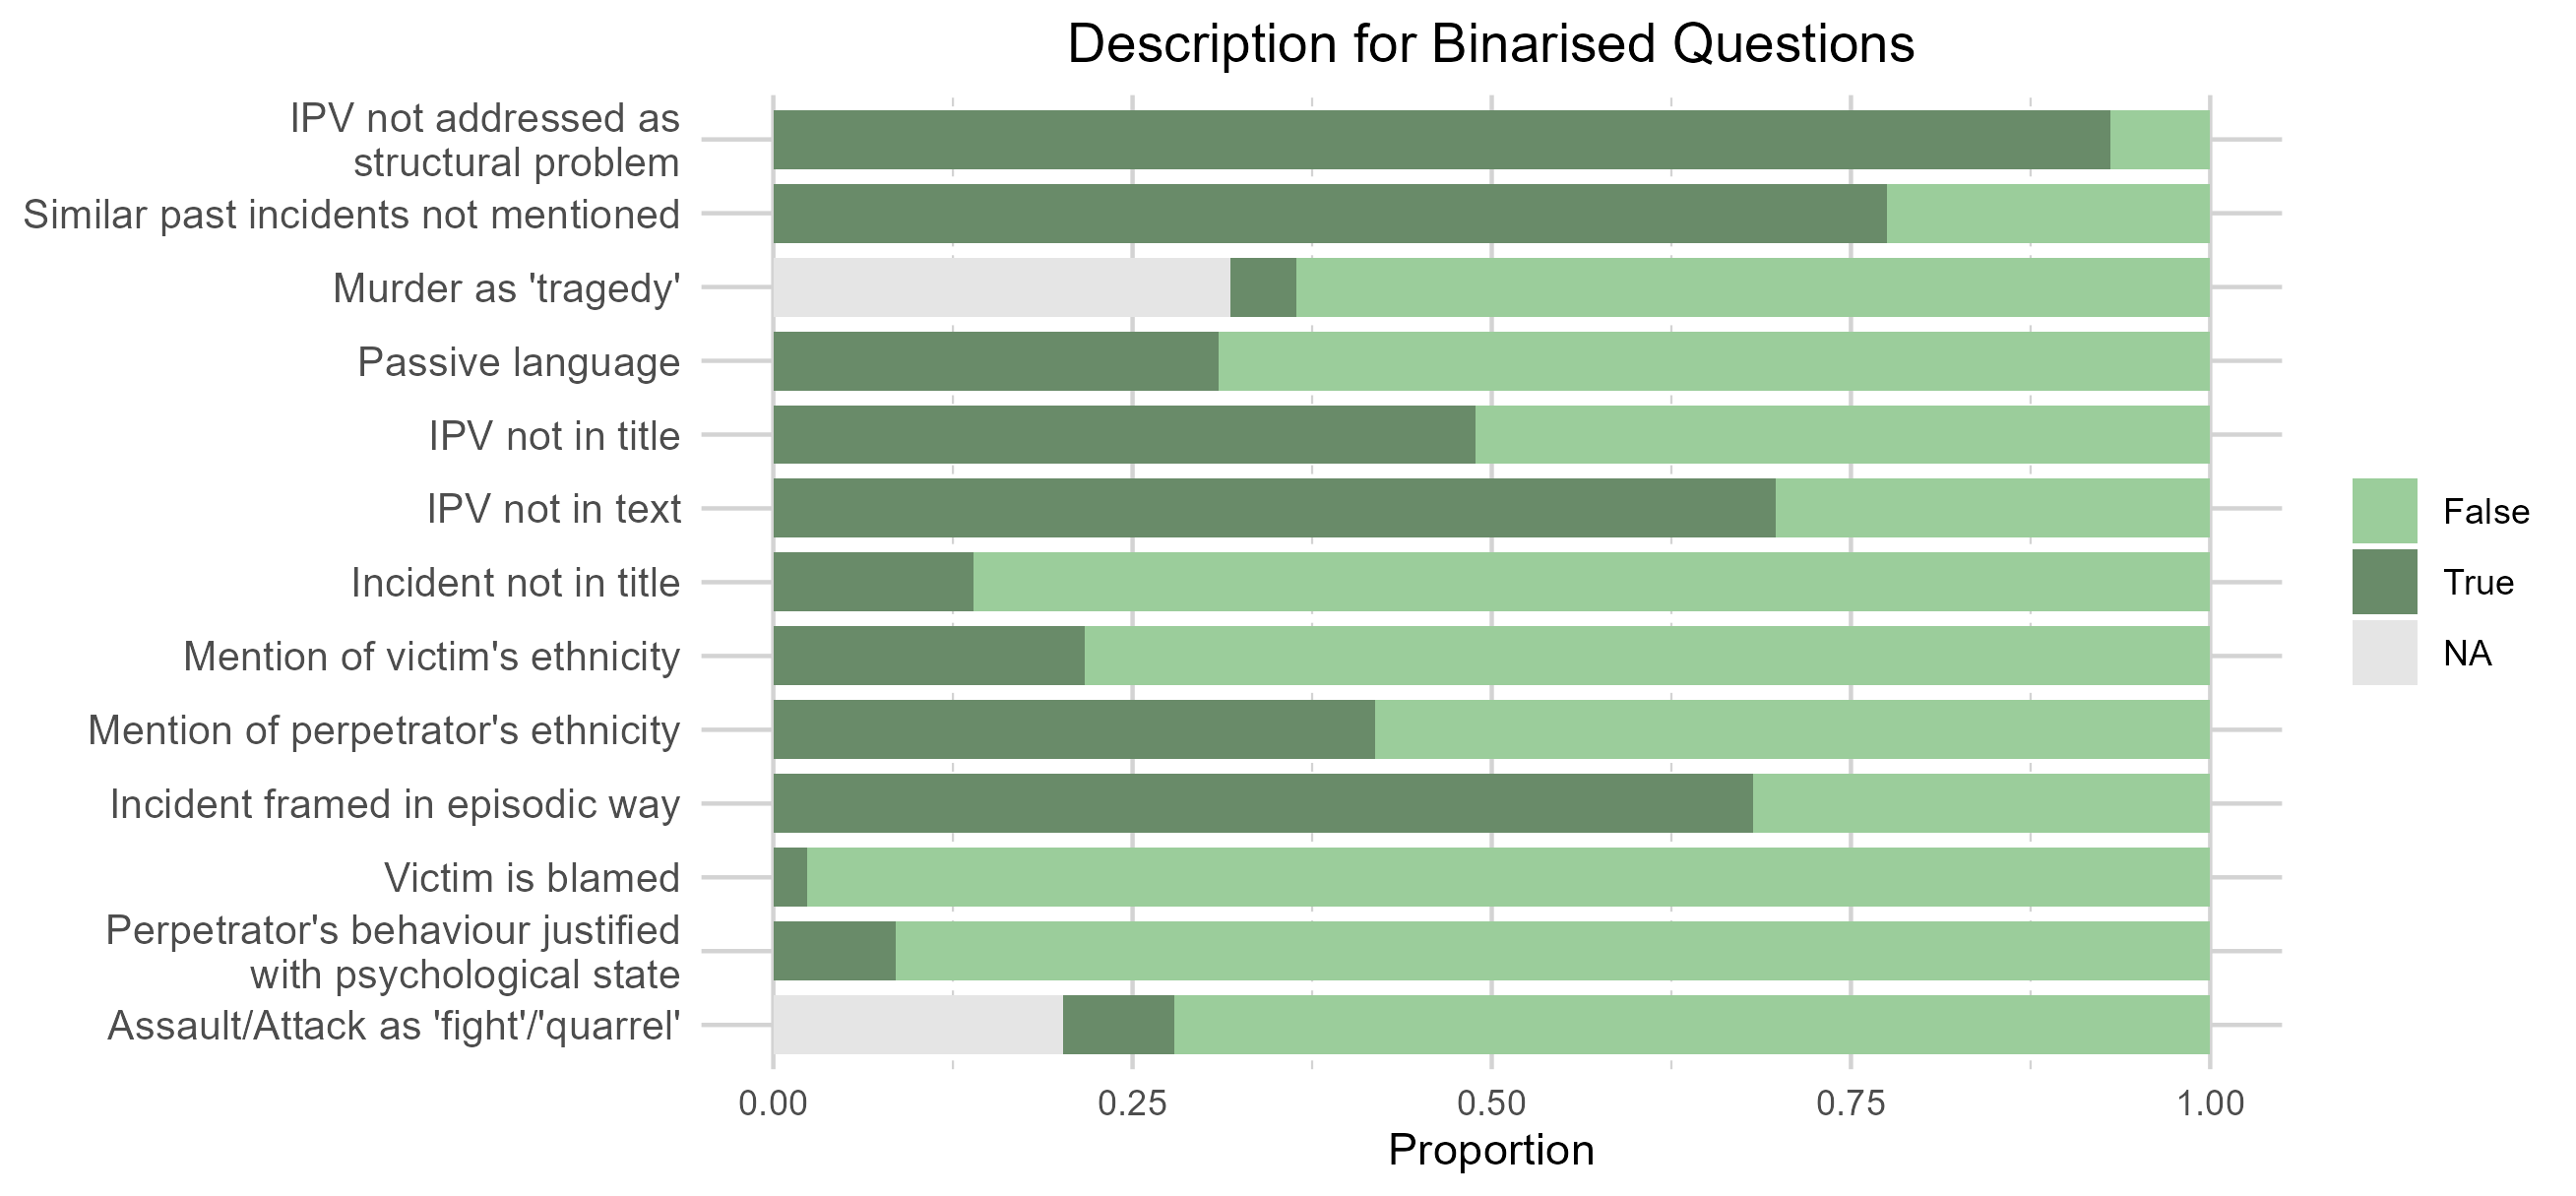 Description for Binarised Questions
IPV not addressed as
structural problem
Similar past incidents not mentioned
Murder as 'tragedy'
Passive language
IPV not in title
IPV not in text
Incident not in title
Mention of victim's ethnicity
Mention of perpetrator's ethnicity
Incident framed in episodic way
Victim is blamed
Perpetrator's behaviour justified
with psychological state
Assault/Attack as 'fight'/'quarrel'
0.00 0.25 0.50 0.75 1.00
Proportion
False
True
NA